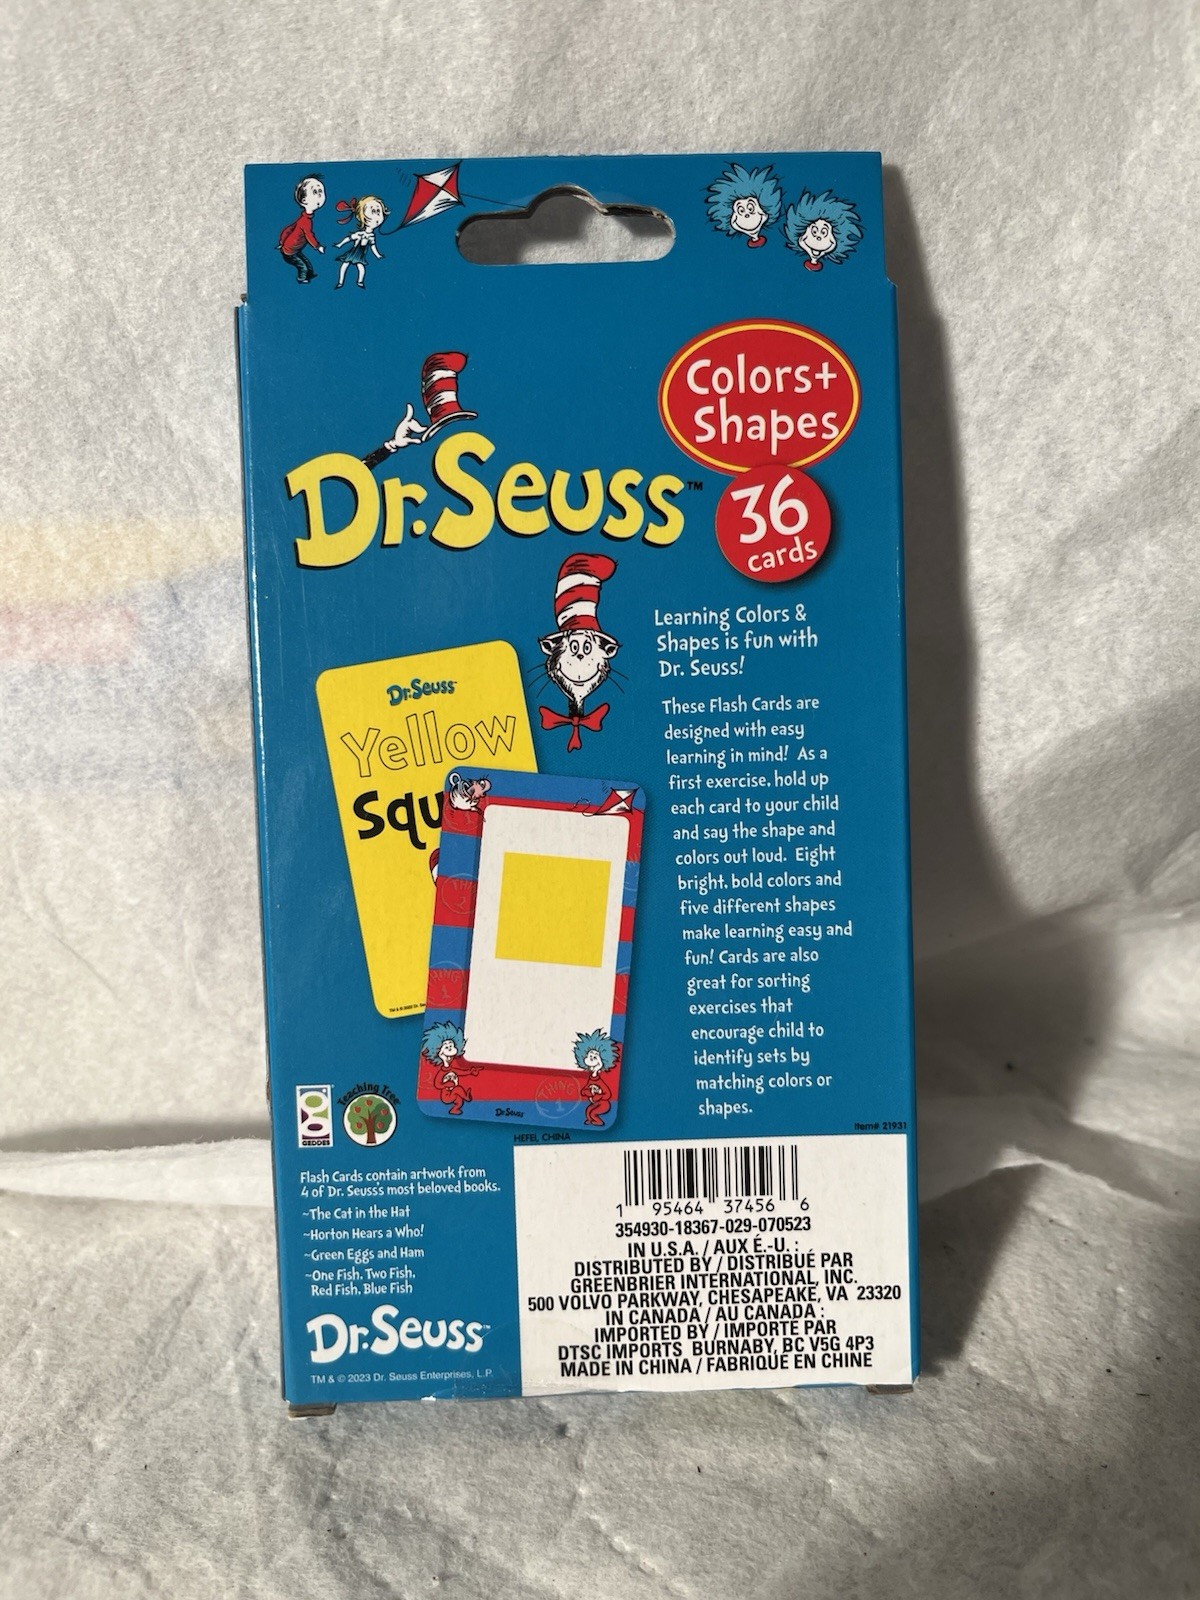 Colors+
Shapes
Dr. Seuss™
36
cards
Learning Colors &
Shapes is fun with
Dr. Seuss!
These Flash Cards are
designed with easy
learning in mind! As a
first exercise, hold up
each card to your child
and say the shape and
colors out loud. Eight
bright, bold colors and
five different shapes
make learning easy and
fun! Cards are also
great for sorting
exercises that
encourage child to
identify sets by
matching colors or
shapes.
Dr. Seuss
Yellow
Squ
THING
1
Dr. Seuss
GEDDES
Teaching Tree
HEFEI, CHINA
Item# 21931
Flash Cards contain artwork from
4 of Dr. Seuss's most beloved books.
~The Cat in the Hat
~Horton Hears a Who!
~Green Eggs and Ham
~One Fish, Two Fish,
Red Fish, Blue Fish
Dr. Seuss™
TM & © 2023 Dr. Seuss Enterprises, L.P.
1 95464 37456 6
354930-18367-029-070523
IN U.S.A. / AUX É.-U. :
DISTRIBUTED BY / DISTRIBUÉ PAR
GREENBRIER INTERNATIONAL, INC.
500 VOLVO PARKWAY, CHESAPEAKE, VA 23320
IN CANADA / AU CANADA :
IMPORTED BY / IMPORTÉ PAR
DTSC IMPORTS BURNABY, BC V5G 4P3
MADE IN CHINA / FABRIQUÉ EN CHINE